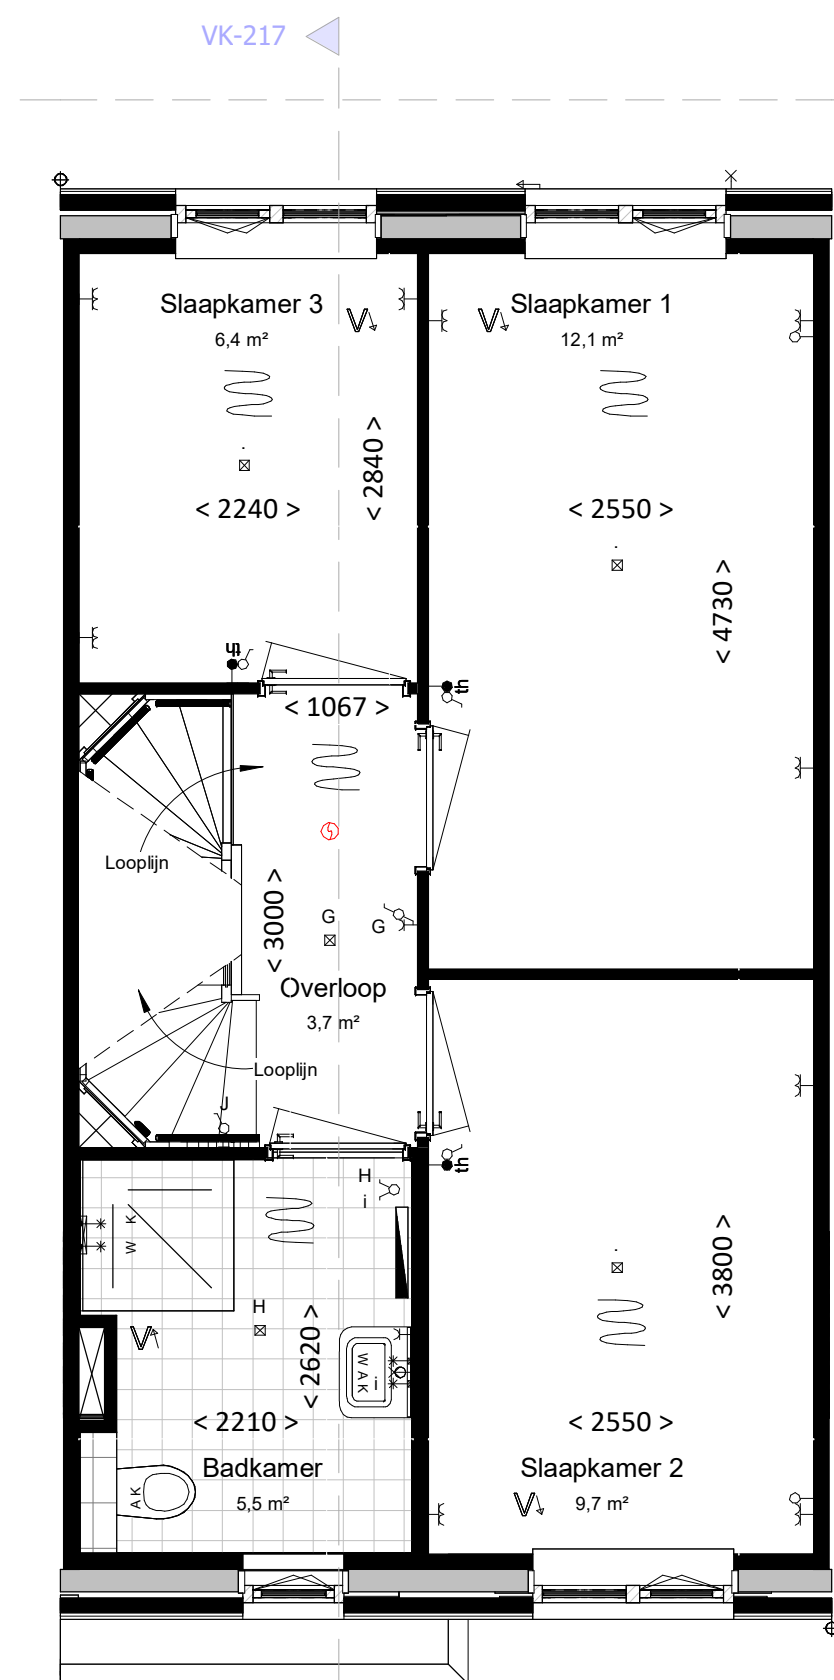 VK-217
Slaapkamer 3
6,4 m²
V
< 2240 >
< 2840 >
Slaapkamer 1
12,1 m²
V
< 2550 >
< 4730 >
th
th
< 1067 >
Looplijn
< 3000 >
G
G
Overloop
3,7 m²
Looplijn
J
th
H
i
W K
H
V
< 2620 >
W A K
< 2210 >
Badkamer
5,5 m²
A K
< 3800 >
< 2550 >
Slaapkamer 2
9,7 m²
V